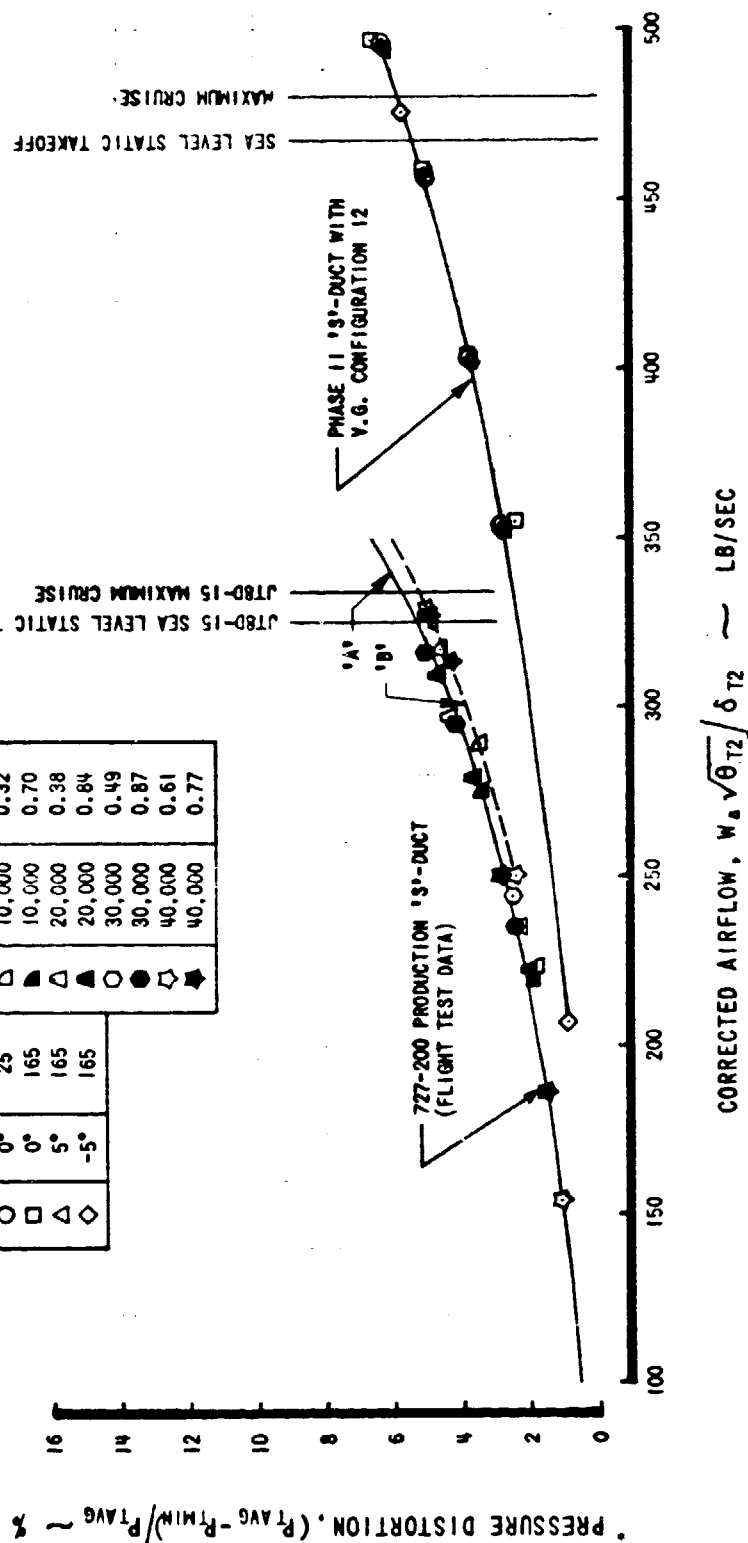 0° 25
0° 165
5° 165
-5° 165
10,000 0.32
10,000 0.70
20,000 0.38
20,000 0.84
30,000 0.49
30,000 0.87
40,000 0.61
40,000 0.77
JT8D-15 SEA LEVEL STATIC
JT8D-15 MAXIMUM CRUISE
SEA LEVEL STATIC TAKEOFF
MAXIMUM CRUISE
'A'
'B'
727-200 PRODUCTION 'S'-DUCT
(FLIGHT TEST DATA)
PHASE II 'S'-DUCT WITH
V.G. CONFIGURATION 12
* PRESSURE DISTORTION, (PTAVG - PTMIN)/PTAVG ~ %
16
14
12
10
8
6
4
2
0
100 150 200 250 300 350 400 450 500
CORRECTED AIRFLOW, Wa √θT2 / δT2 ~ LB/SEC